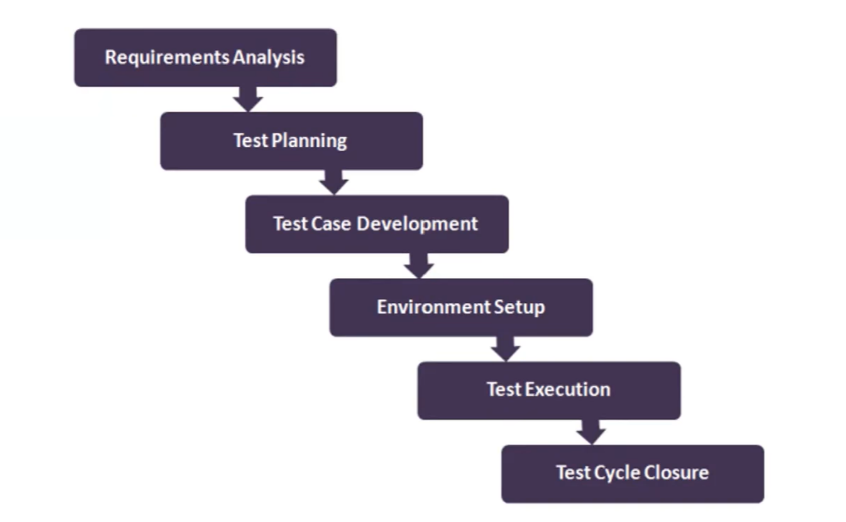 Requirements Analysis
Test Planning
Test Case Development
Environment Setup
Test Execution
Test Cycle Closure